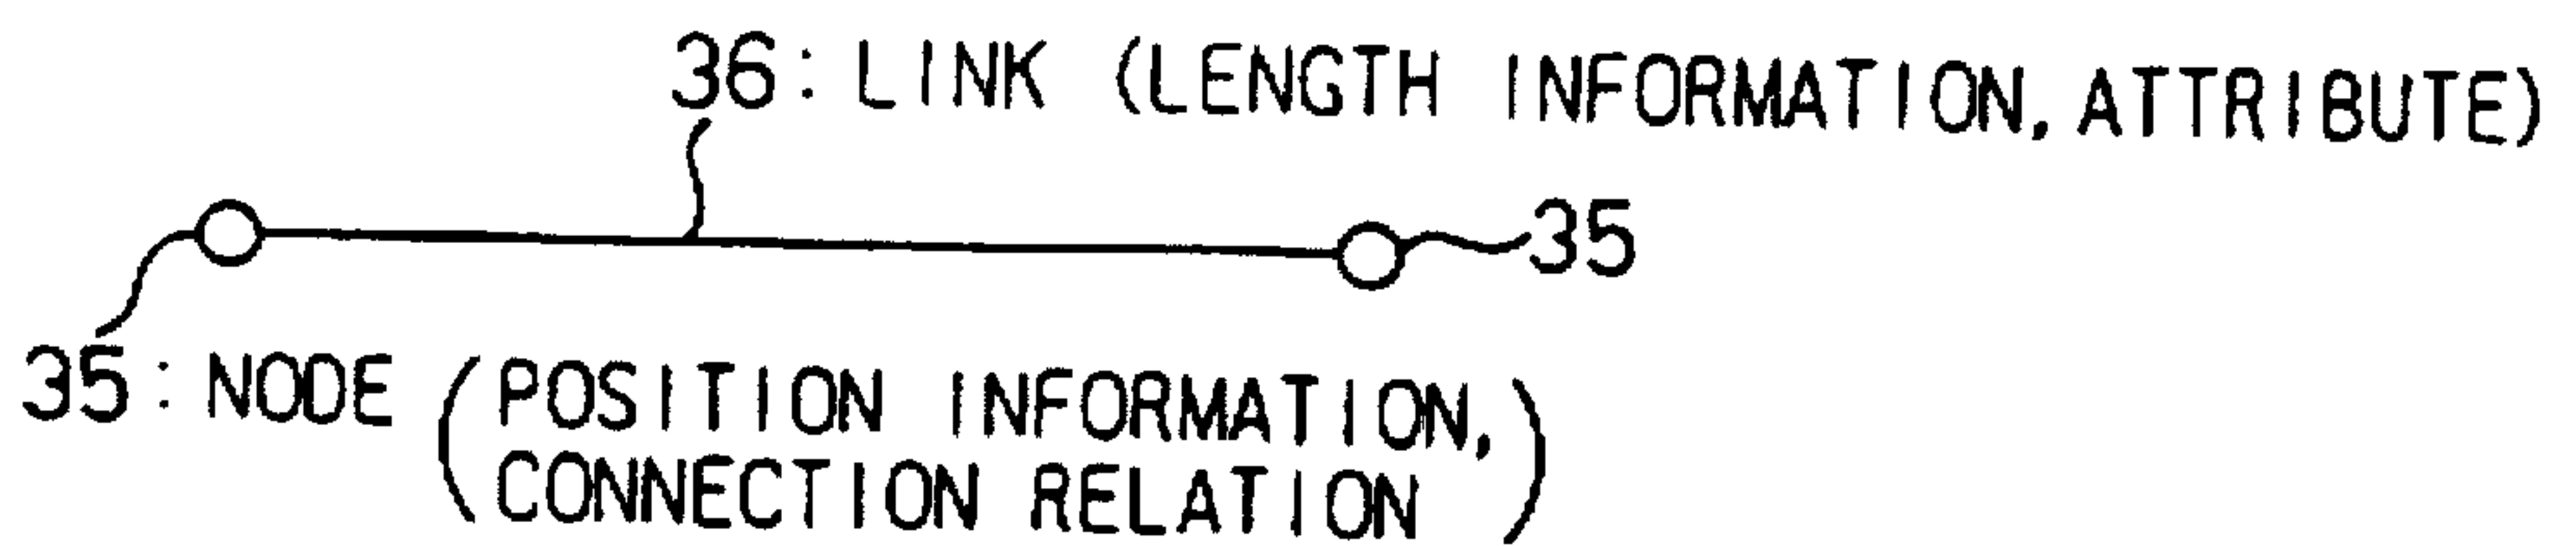 36: LINK (LENGTH INFORMATION, ATTRIBUTE)
35
35: NODE (POSITION INFORMATION,
CONNECTION RELATION)